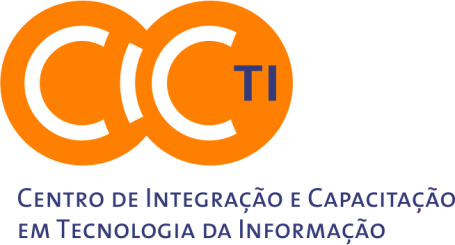 CICTI
CENTRO DE INTEGRAÇÃO E CAPACITAÇÃO
EM TECNOLOGIA DA INFORMAÇÃO